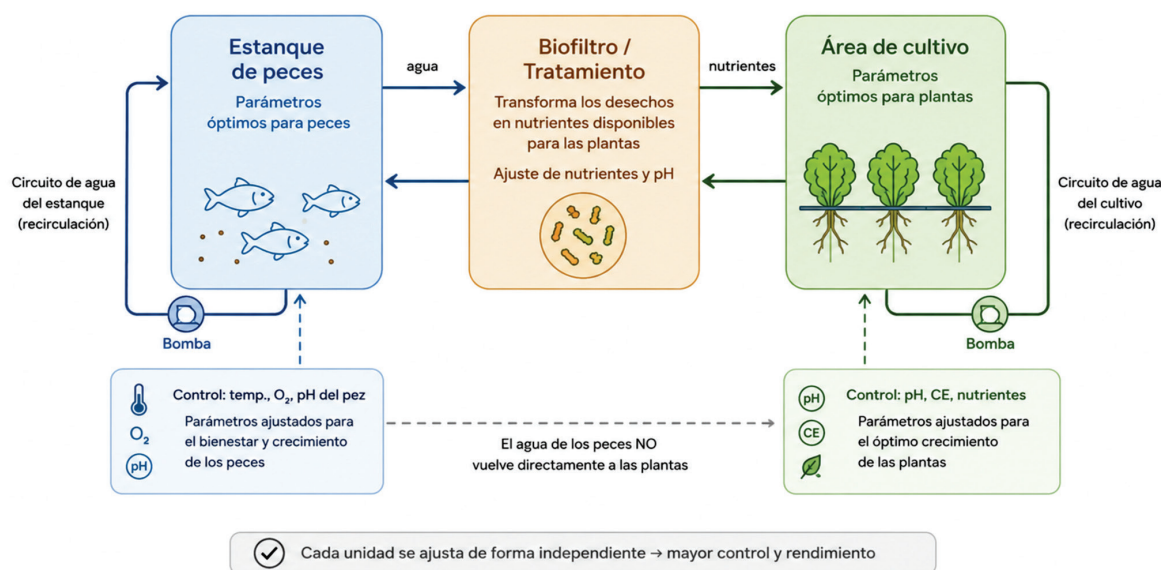 Estanque
de peces
Parámetros
óptimos para peces
agua
Biofiltro /
Tratamiento
Transforma los desechos
en nutrientes disponibles
para las plantas
Ajuste de nutrientes y pH
nutrientes
Área de cultivo
Parámetros
óptimos para plantas
Circuito de agua
del estanque
(recirculación)
Circuito de agua
del cultivo
(recirculación)
Bomba
Bomba
Control: temp., O₂, pH del pez
Parámetros ajustados para
el bienestar y crecimiento
de los peces
O₂
pH
El agua de los peces NO
vuelve directamente a las plantas
pH
CE
Control: pH, CE, nutrientes
Parámetros ajustados para
el óptimo crecimiento
de las plantas
Cada unidad se ajusta de forma independiente → mayor control y rendimiento